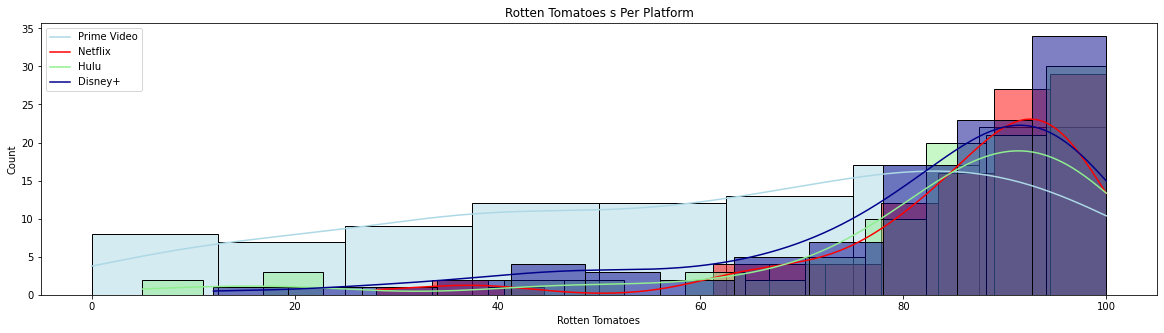 Rotten Tomatoes s Per Platform
Prime Video
Netflix
Hulu
Disney+
Count
35
30
25
20
15
10
5
0
0 20 40 60 80 100
Rotten Tomatoes